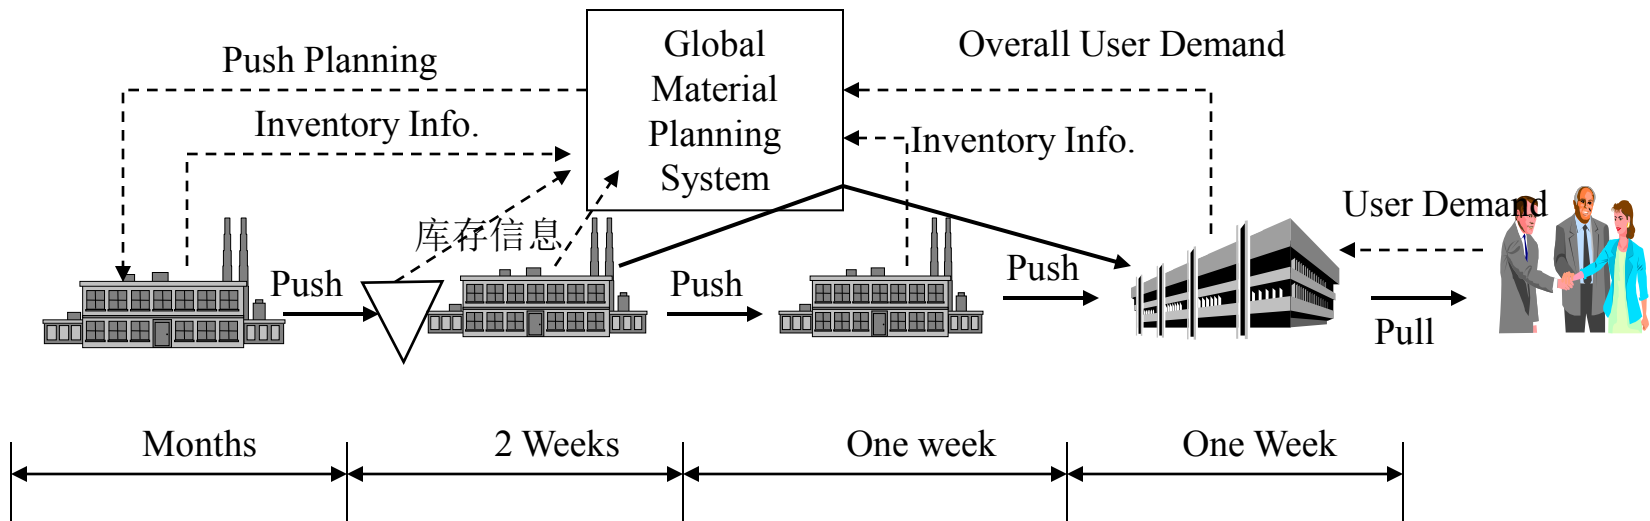 Global
Material
Planning
System
Push Planning
Overall User Demand
Inventory Info.
Inventory Info.
User Demand
库存信息
Push
Push
Push
Pull
Months
2 Weeks
One week
One Week